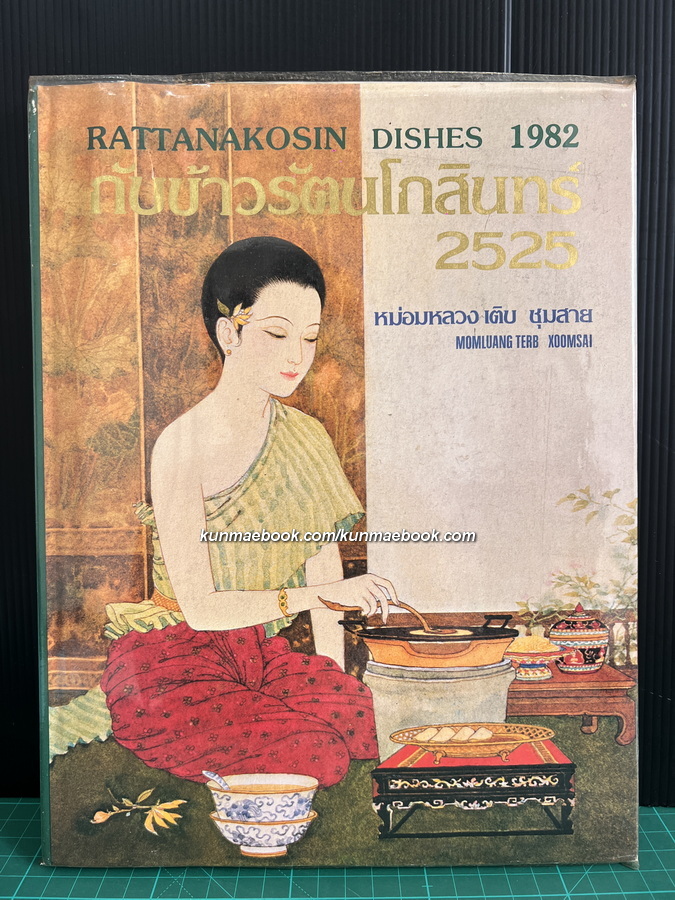 RATTANAKOSIN DISHES 1982
กับข้าวรัตนโกสินทร์
2525
หม่อมหลวง เติบ ชุมสาย
MOMLUANG TERB XOOMSAI
kunmaebook.com/kunmaebook.com